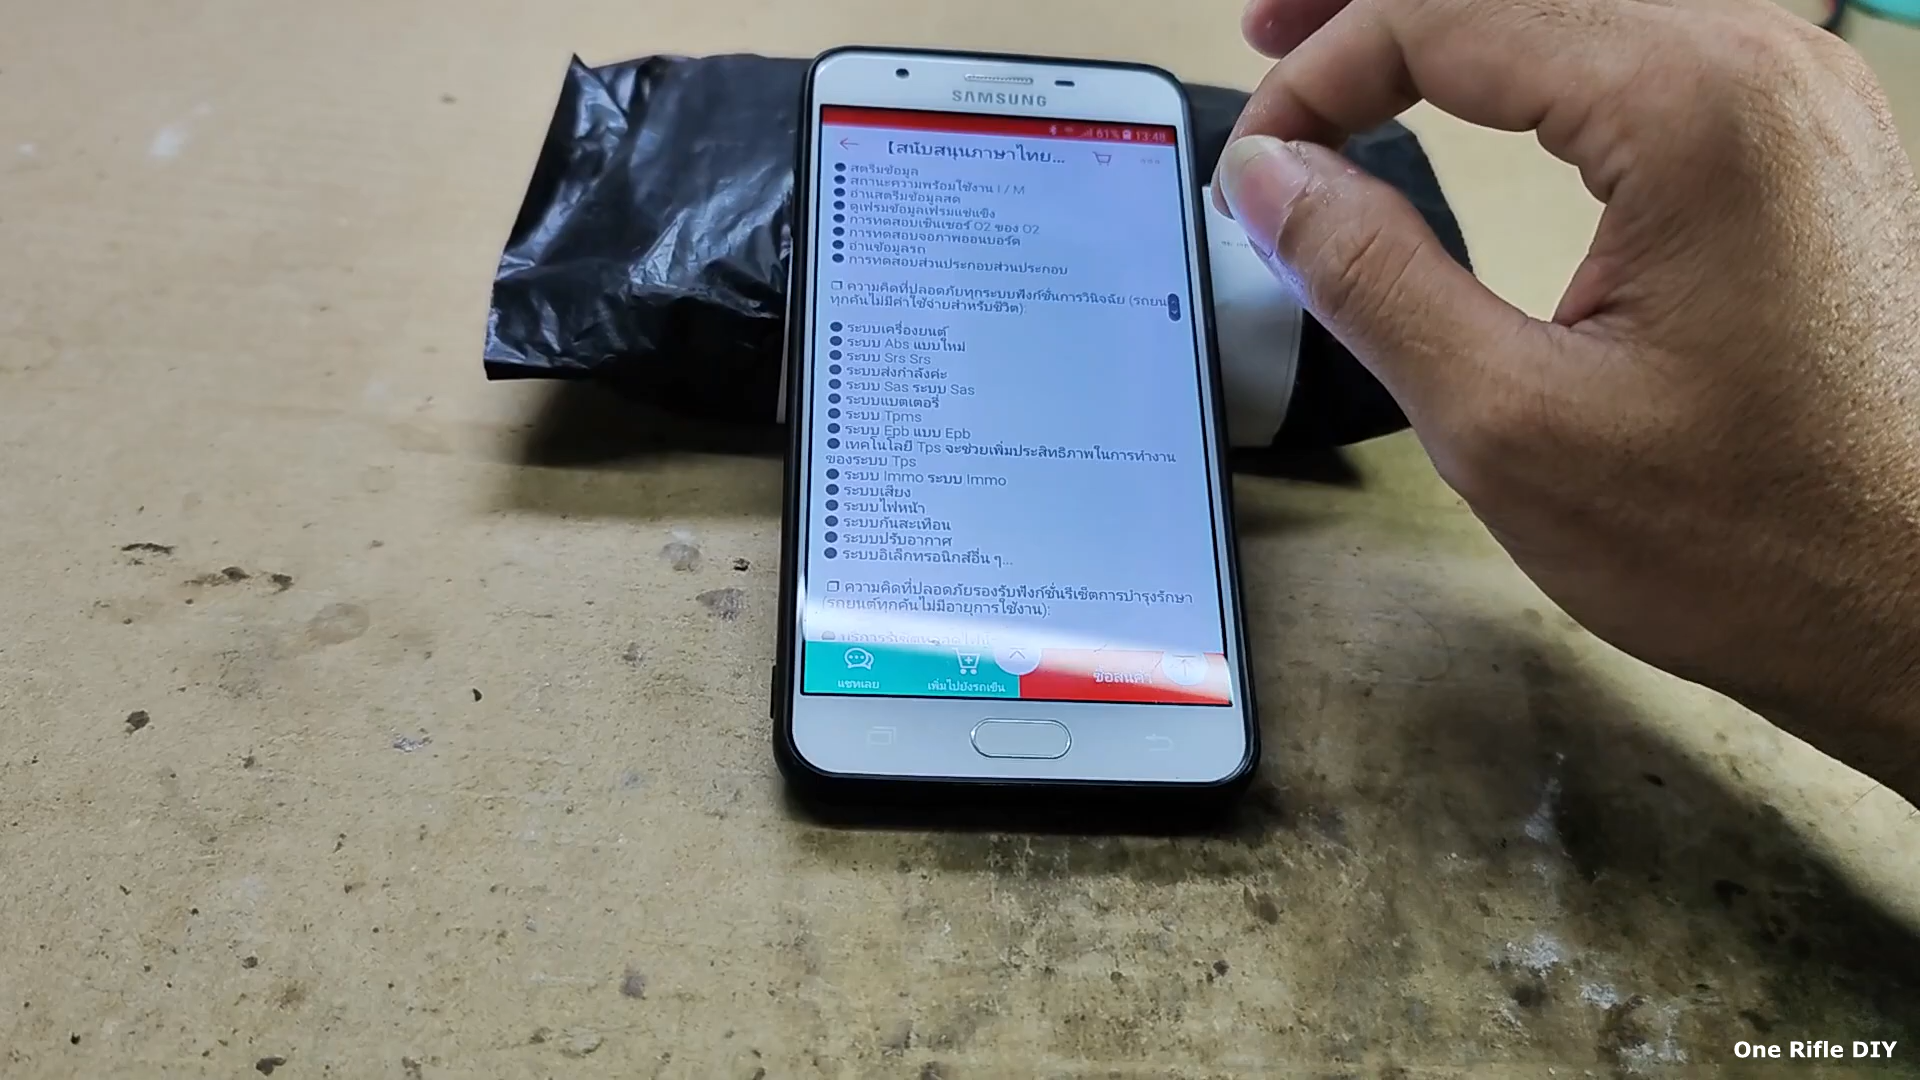 SAMSUNG
61% 13:48
【สนับสนุนภาษาไทย...
● สตรีมข้อมูล
● สถานะความพร้อมใช้งาน I / M
● อ่านสตรีมข้อมูลสด
● ดูเฟรมข้อมูลเฟรมแช่แข็ง
● การทดสอบเซ็นเซอร์ O2 ของ O2
● การทดสอบจอภาพออนบอร์ด
● อ่านข้อมูลรถ
● การทดสอบส่วนประกอบส่วนประกอบ
❒ ความคิดที่ปลอดภัยทุกระบบฟังก์ชั่นการวินิจฉัย (รถยน
ทุกคันไม่มีค่าใช้จ่ายสำหรับชีวิต):
● ระบบเครื่องยนต์
● ระบบ Abs แบบใหม่
● ระบบ Srs Srs
● ระบบส่งกำลังค่ะ
● ระบบ Sas ระบบ Sas
● ระบบแบตเตอรี่
● ระบบ Tpms
● ระบบ Epb แบบ Epb
● เทคโนโลยี Tps จะช่วยเพิ่มประสิทธิภาพในการทำงาน
ของระบบ Tps
● ระบบ Immo ระบบ Immo
● ระบบเสียง
● ระบบไฟหน้า
● ระบบกันสะเทือน
● ระบบปรับอากาศ
● ระบบอิเล็กทรอนิกส์อื่น ๆ...
❒ ความคิดที่ปลอดภัยรองรับฟังก์ชั่นรีเซ็ตการบำรุงรักษา
(รถยนต์ทุกคันไม่มีอายุการใช้งาน):
แชทเลย
เพิ่มไปยังรถเข็น
ซื้อสินค้า
One Rifle DIY